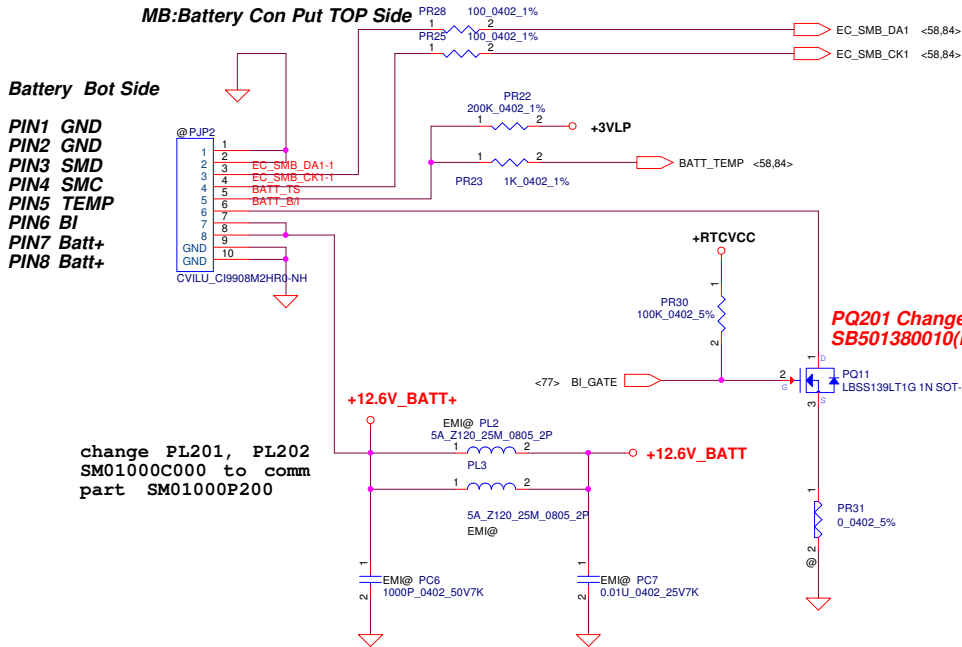 MB:Battery Con Put TOP Side
PR28 100_0402_1%
1 2
EC_SMB_DA1 <58,84>
PR25 100_0402_1%
1 2
EC_SMB_CK1 <58,84>
Battery Bot Side
PIN1 GND
PIN2 GND
PIN3 SMD
PIN4 SMC
PIN5 TEMP
PIN6 BI
PIN7 Batt+
PIN8 Batt+
@ PJP2
1 1
2 2
3 3 EC_SMB_DA1-1
4 4 EC_SMB_CK1-1
5 5 BATT_TS
6 6 BATT_B/I
7 7
8 8
GND 9
GND 10
CVILU_CI9908M2HR0-NH
PR22
200K_0402_1%
1 2
+3VLP
1 2
PR23 1K_0402_1%
BATT_TEMP <58,84>
+RTCVCC
1
PR30
100K_0402_5%
2
<77> BI_GATE
PQ201 Change
SB501380010(
1 D
2 G
PQ11
LBSS139LT1G 1N SOT-
3 S
1
PR31
0_0402_5%
@ 2
+12.6V_BATT+
EMI@ PL2
5A_Z120_25M_0805_2P
1 2
+12.6V_BATT
PL3
1 2
5A_Z120_25M_0805_2P
EMI@
change PL201, PL202
SM01000C000 to comm
part SM01000P200
1
EMI@ PC6
1000P_0402_50V7K
2
1
EMI@ PC7
0.01U_0402_25V7K
2